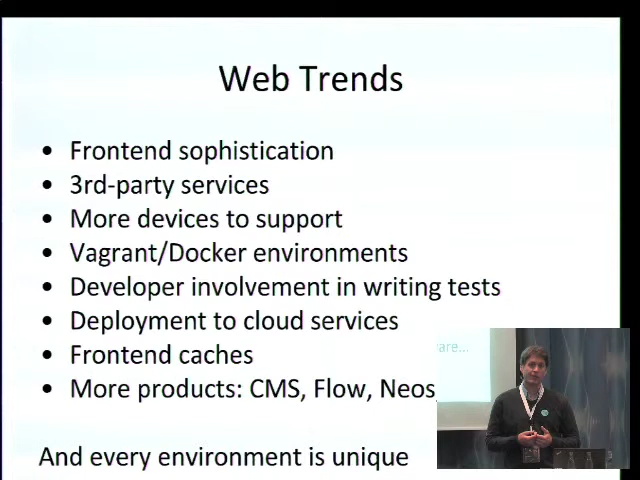 Web Trends
• Frontend sophistication
• 3rd-party services
• More devices to support
• Vagrant/Docker environments
• Developer involvement in writing tests
• Deployment to cloud services
• Frontend caches
• More products: CMS, Flow, Neos
And every environment is unique
are...